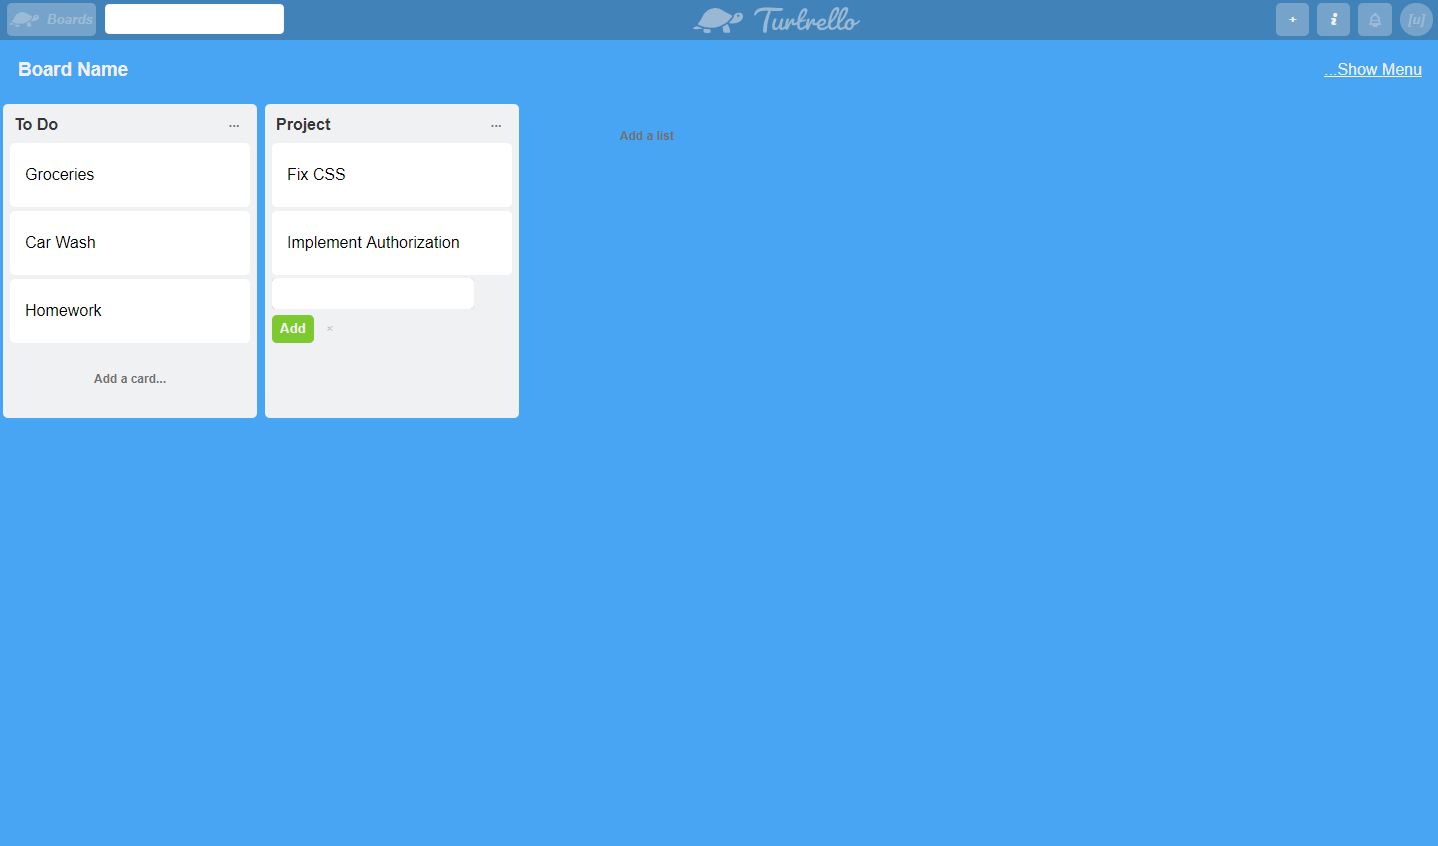 Boards
Turtrello
+
i
[u]
Board Name
...Show Menu
To Do
...
Groceries
Car Wash
Homework
Add a card...
Project
...
Fix CSS
Implement Authorization
Add ×
Add a list